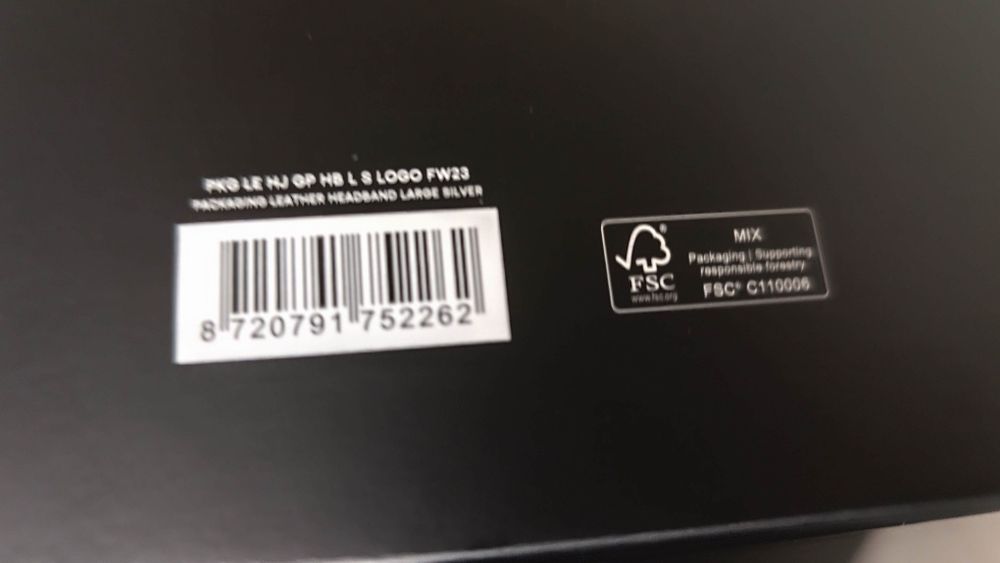 PKG LE HJ GP HB L S LOGO FW23
PACKAGING LEATHER HEADBAND LARGE SILVER
8 720791 752262
FSC®
www.fsc.org
MIX
Packaging | Supporting
responsible forestry
FSC® C110006